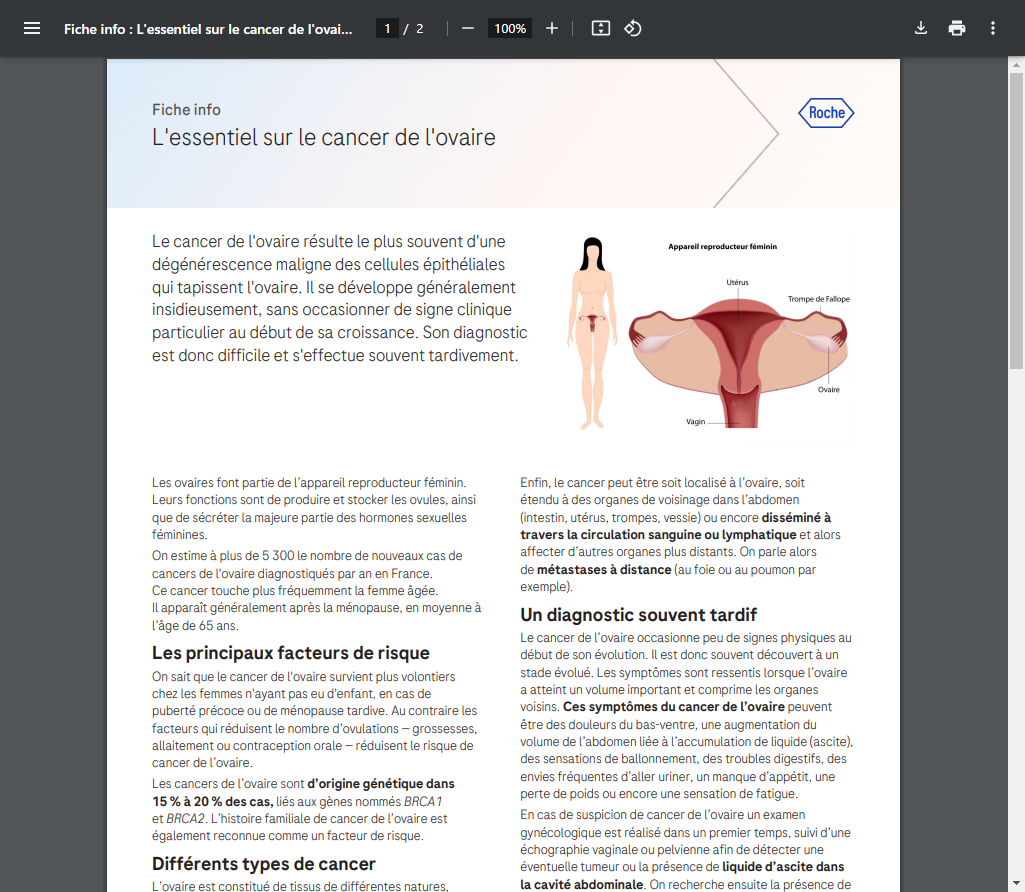 Fiche info : L'essentiel sur le cancer de l'ovai...
1 / 2
100%
Fiche info
L'essentiel sur le cancer de l'ovaire
Roche
Le cancer de l'ovaire résulte le plus souvent d'une
dégénérescence maligne des cellules épithéliales
qui tapissent l'ovaire. Il se développe généralement
insidieusement, sans occasionner de signe clinique
particulier au début de sa croissance. Son diagnostic
est donc difficile et s'effectue souvent tardivement.
Appareil reproducteur féminin
Utérus
Trompe de Fallope
Ovaire
Vagin
Les ovaires font partie de l'appareil reproducteur féminin.
Leurs fonctions sont de produire et stocker les ovules, ainsi
que de sécréter la majeure partie des hormones sexuelles
féminines.
On estime à plus de 5 300 le nombre de nouveaux cas de
cancers de l'ovaire diagnostiqués par an en France.
Ce cancer touche plus fréquemment la femme âgée.
Il apparaît généralement après la ménopause, en moyenne à
l'âge de 65 ans.
Les principaux facteurs de risque
On sait que le cancer de l'ovaire survient plus volontiers
chez les femmes n'ayant pas eu d'enfant, en cas de
puberté précoce ou de ménopause tardive. Au contraire les
facteurs qui réduisent le nombre d'ovulations – grossesses,
allaitement ou contraception orale – réduisent le risque de
cancer de l'ovaire.
Les cancers de l'ovaire sont d'origine génétique dans
15 % à 20 % des cas, liés aux gènes nommés BRCA1
et BRCA2. L'histoire familiale de cancer de l'ovaire est
également reconnue comme un facteur de risque.
Différents types de cancer
L'ovaire est constitué de tissus de différentes natures,
Enfin, le cancer peut être soit localisé à l'ovaire, soit
étendu à des organes de voisinage dans l'abdomen
(intestin, utérus, trompes, vessie) ou encore disséminé à
travers la circulation sanguine ou lymphatique et alors
affecter d'autres organes plus distants. On parle alors
de métastases à distance (au foie ou au poumon par
exemple).
Un diagnostic souvent tardif
Le cancer de l'ovaire occasionne peu de signes physiques au
début de son évolution. Il est donc souvent découvert à un
stade évolué. Les symptômes sont ressentis lorsque l'ovaire
a atteint un volume important et comprime les organes
voisins. Ces symptômes du cancer de l'ovaire peuvent
être des douleurs du bas-ventre, une augmentation du
volume de l'abdomen liée à l'accumulation de liquide (ascite),
des sensations de ballonnement, des troubles digestifs, des
envies fréquentes d'aller uriner, un manque d'appétit, une
perte de poids ou encore une sensation de fatigue.
En cas de suspicion de cancer de l'ovaire un examen
gynécologique est réalisé dans un premier temps, suivi d'une
échographie vaginale ou pelvienne afin de détecter une
éventuelle tumeur ou la présence de liquide d'ascite dans
la cavité abdominale. On recherche ensuite la présence de